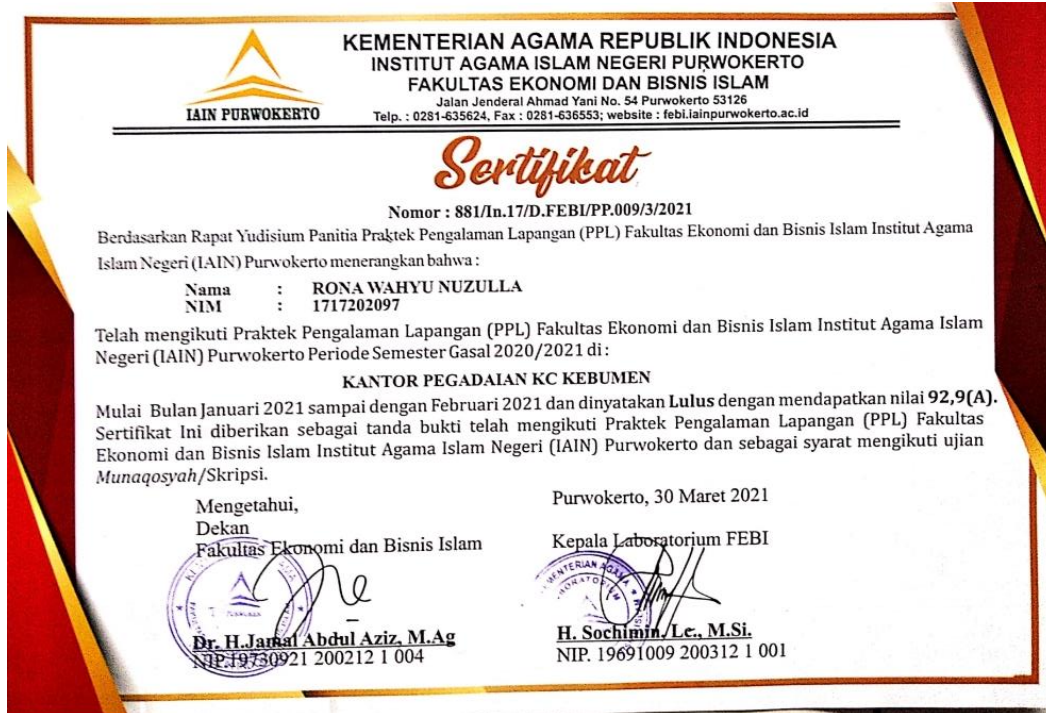 KEMENTERIAN AGAMA REPUBLIK INDONESIA
INSTITUT AGAMA ISLAM NEGERI PURWOKERTO
FAKULTAS EKONOMI DAN BISNIS ISLAM
Jalan Jenderal Ahmad Yani No. 54 Purwokerto 53126
IAIN PURWOKERTO
Telp. : 0281-635624, Fax : 0281-636553; website : febi.iainpurwokerto.ac.id
Sertifikat
Nomor : 881/In.17/D.FEBI/PP.009/3/2021
Berdasarkan Rapat Yudisium Panitia Praktek Pengalaman Lapangan (PPL) Fakultas Ekonomi dan Bisnis Islam Institut Agama
Islam Negeri (IAIN) Purwokerto menerangkan bahwa :
Nama : RONA WAHYU NUZULLA
NIM : 1717202097
Telah mengikuti Praktek Pengalaman Lapangan (PPL) Fakultas Ekonomi dan Bisnis Islam Institut Agama Islam
Negeri (IAIN) Purwokerto Periode Semester Gasal 2020/2021 di :
KANTOR PEGADAIAN KC KEBUMEN
Mulai Bulan Januari 2021 sampai dengan Februari 2021 dan dinyatakan Lulus dengan mendapatkan nilai 92,9(A).
Sertifikat Ini diberikan sebagai tanda bukti telah mengikuti Praktek Pengalaman Lapangan (PPL) Fakultas
Ekonomi dan Bisnis Islam Institut Agama Islam Negeri (IAIN) Purwokerto dan sebagai syarat mengikuti ujian
Munaqosyah/Skripsi.
Mengetahui,
Dekan
Fakultas Ekonomi dan Bisnis Islam
Dr. H.Jamal Abdul Aziz, M.Ag
NIP.19730921 200212 1 004
Purwokerto, 30 Maret 2021
Kepala Laboratorium FEBI
H. Sochimin, Lc., M.Si.
NIP. 19691009 200312 1 001